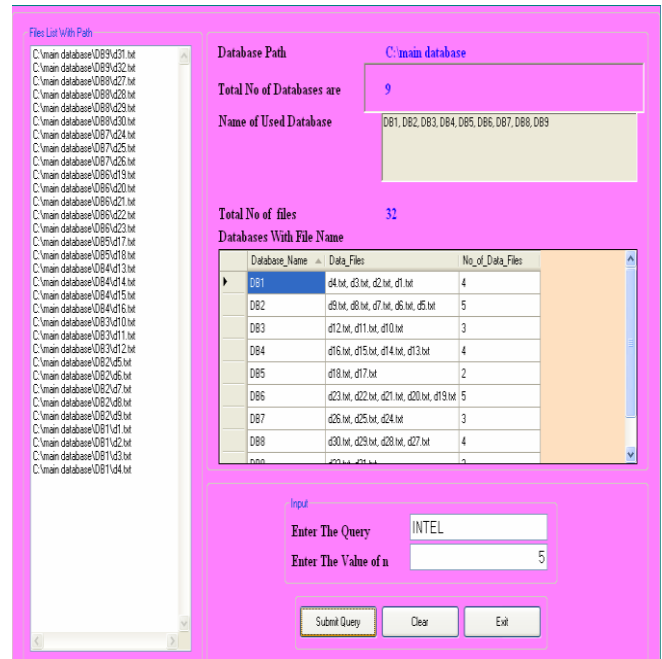 Files List With Path
C:\main database\DB9\d31.txt
C:\main database\DB9\d32.txt
C:\main database\DB8\d27.txt
C:\main database\DB8\d28.txt
C:\main database\DB8\d29.txt
C:\main database\DB8\d30.txt
C:\main database\DB7\d24.txt
C:\main database\DB7\d25.txt
C:\main database\DB7\d26.txt
C:\main database\DB6\d19.txt
C:\main database\DB6\d20.txt
C:\main database\DB6\d21.txt
C:\main database\DB6\d22.txt
C:\main database\DB6\d23.txt
C:\main database\DB5\d17.txt
C:\main database\DB5\d18.txt
C:\main database\DB4\d13.txt
C:\main database\DB4\d14.txt
C:\main database\DB4\d15.txt
C:\main database\DB4\d16.txt
C:\main database\DB3\d10.txt
C:\main database\DB3\d11.txt
C:\main database\DB3\d12.txt
C:\main database\DB2\d5.txt
C:\main database\DB2\d6.txt
C:\main database\DB2\d7.txt
C:\main database\DB2\d8.txt
C:\main database\DB2\d9.txt
C:\main database\DB1\d1.txt
C:\main database\DB1\d2.txt
C:\main database\DB1\d3.txt
C:\main database\DB1\d4.txt
Database Path C:\main database
Total No of Databases are 9
Name of Used Database DB1, DB2, DB3, DB4, DB5, DB6, DB7, DB8, DB9
Total No of files 32
Databases With File Name
Database_Name Data_Files No_of_Data_Files
DB1 d4.txt, d3.txt, d2.txt, d1.txt 4
DB2 d9.txt, d8.txt, d7.txt, d6.txt, d5.txt 5
DB3 d12.txt, d11.txt, d10.txt 3
DB4 d16.txt, d15.txt, d14.txt, d13.txt 4
DB5 d18.txt, d17.txt 2
DB6 d23.txt, d22.txt, d21.txt, d20.txt, d19.txt 5
DB7 d26.txt, d25.txt, d24.txt 3
DB8 d30.txt, d29.txt, d28.txt, d27.txt 4
Input
Enter The Query INTEL
Enter The Value of n 5
Submit Query Clear Exit